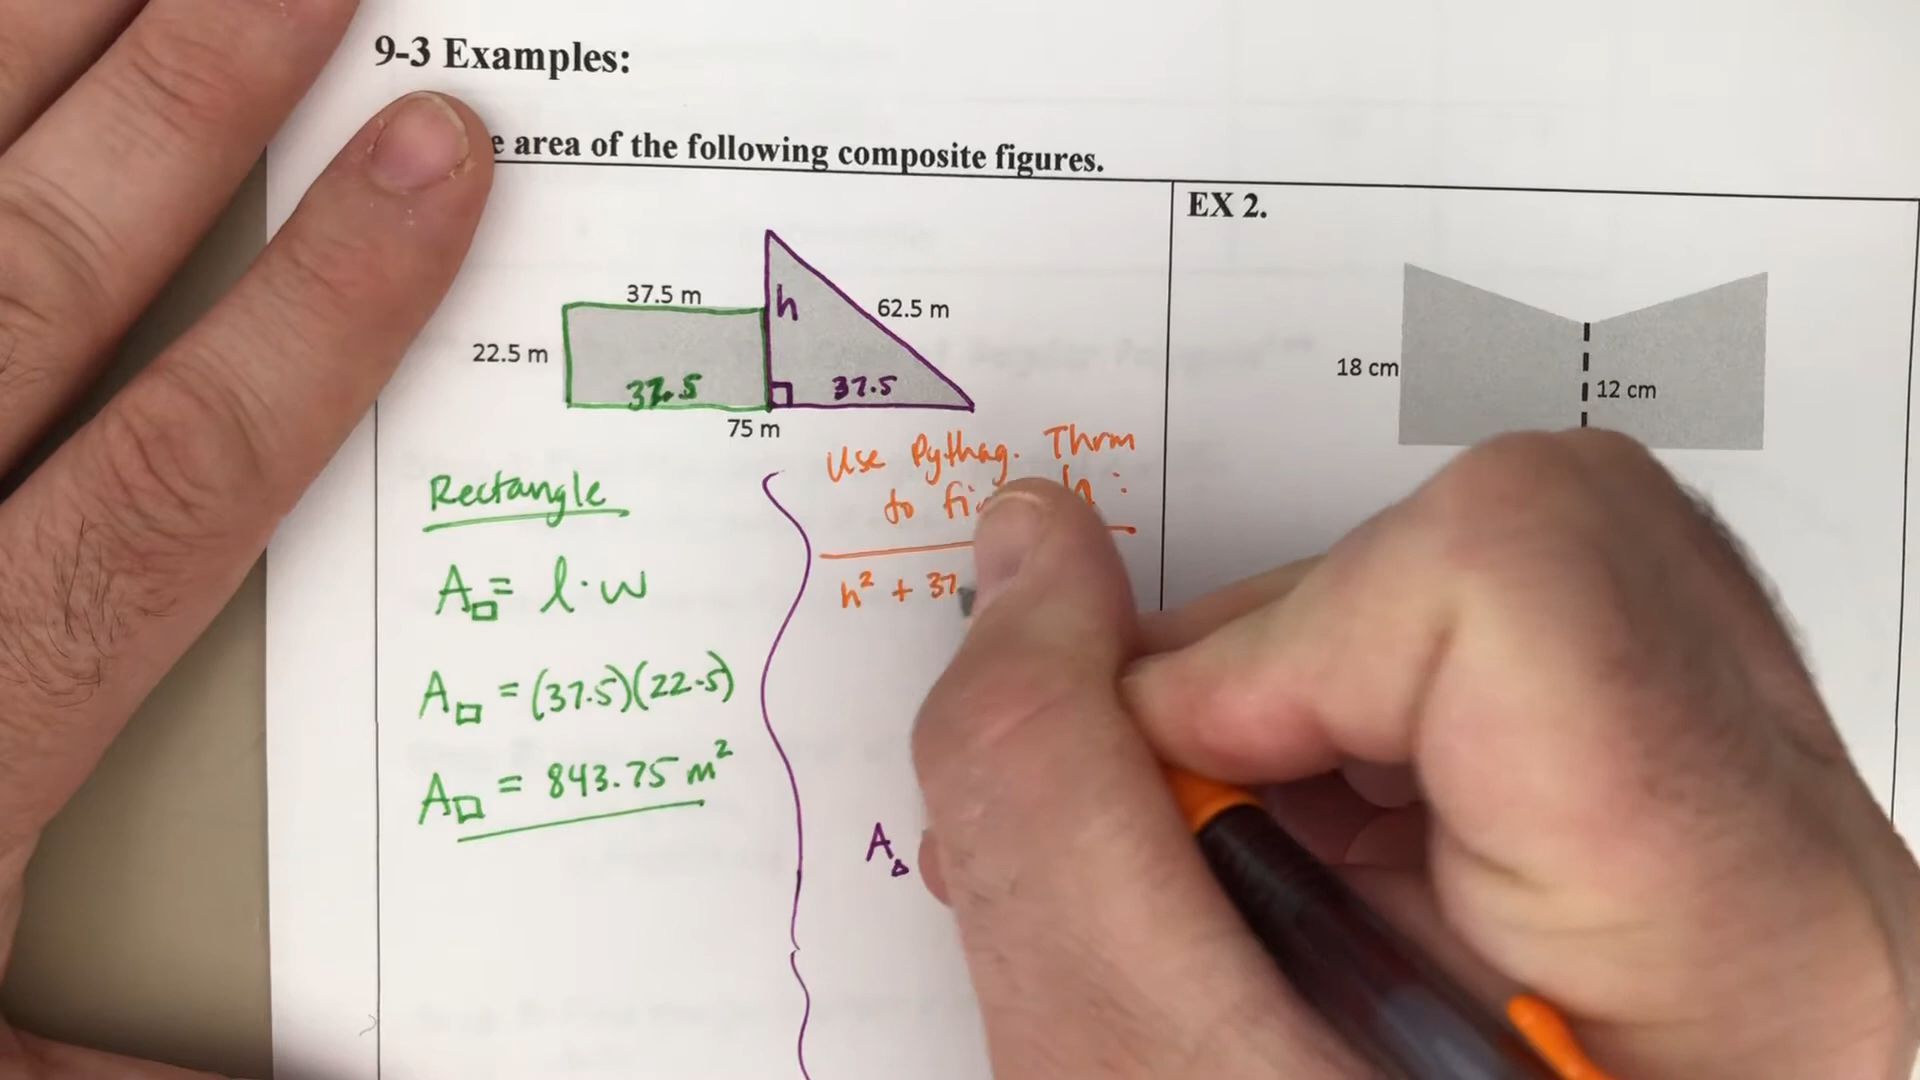 9-3 Examples:
e area of the following composite figures.
37.5 m
h
62.5 m
22.5 m
37.5
37.5
75 m
Use Pythag. Thrm
to h:
h² + 37
Rectangle
A□ = l·w
A□ = (37.5)(22.5)
A□ = 843.75 m²
A△
EX 2.
18 cm
12 cm